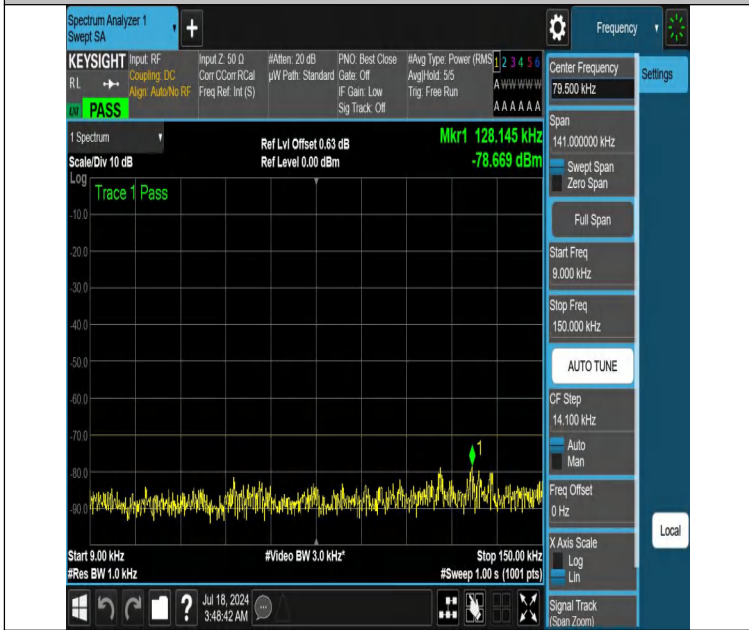 Spectrum Analyzer 1
Swept SA
+
Frequency
KEYSIGHT
RL
PASS
Input: RF
Coupling: DC
Align: Auto/No RF
Input Z: 50 Ω
Corr CCorr RCal
Freq Ref: Int (S)
#Atten: 20 dB
µW Path: Standard
PNO: Best Close
Gate: Off
IF Gain: Low
Sig Track: Off
#Avg Type: Power (RMS
Avg|Hold: 5/5
Trig: Free Run
1 2 3 4 5 6
A W W W W W
A A A A A A
1 Spectrum
Scale/Div 10 dB
Log
Ref Lvl Offset 0.63 dB
Ref Level 0.00 dBm
Mkr1 128.145 kHz
-78.669 dBm
Trace 1 Pass
-10.0
-20.0
-30.0
-40.0
-50.0
-60.0
-70.0
-80.0
-90.0
1
Start 9.00 kHz
#Res BW 1.0 kHz
#Video BW 3.0 kHz*
Stop 150.00 kHz
#Sweep 1.00 s (1001 pts)
?
Jul 18, 2024
3:48:42 AM
Center Frequency
79.500 kHz
Settings
Span
141.000000 kHz
Swept Span
Zero Span
Full Span
Start Freq
9.000 kHz
Stop Freq
150.000 kHz
AUTO TUNE
CF Step
14.100 kHz
Auto
Man
Freq Offset
0 Hz
X Axis Scale
Log
Lin
Local
Signal Track
(Span Zoom)